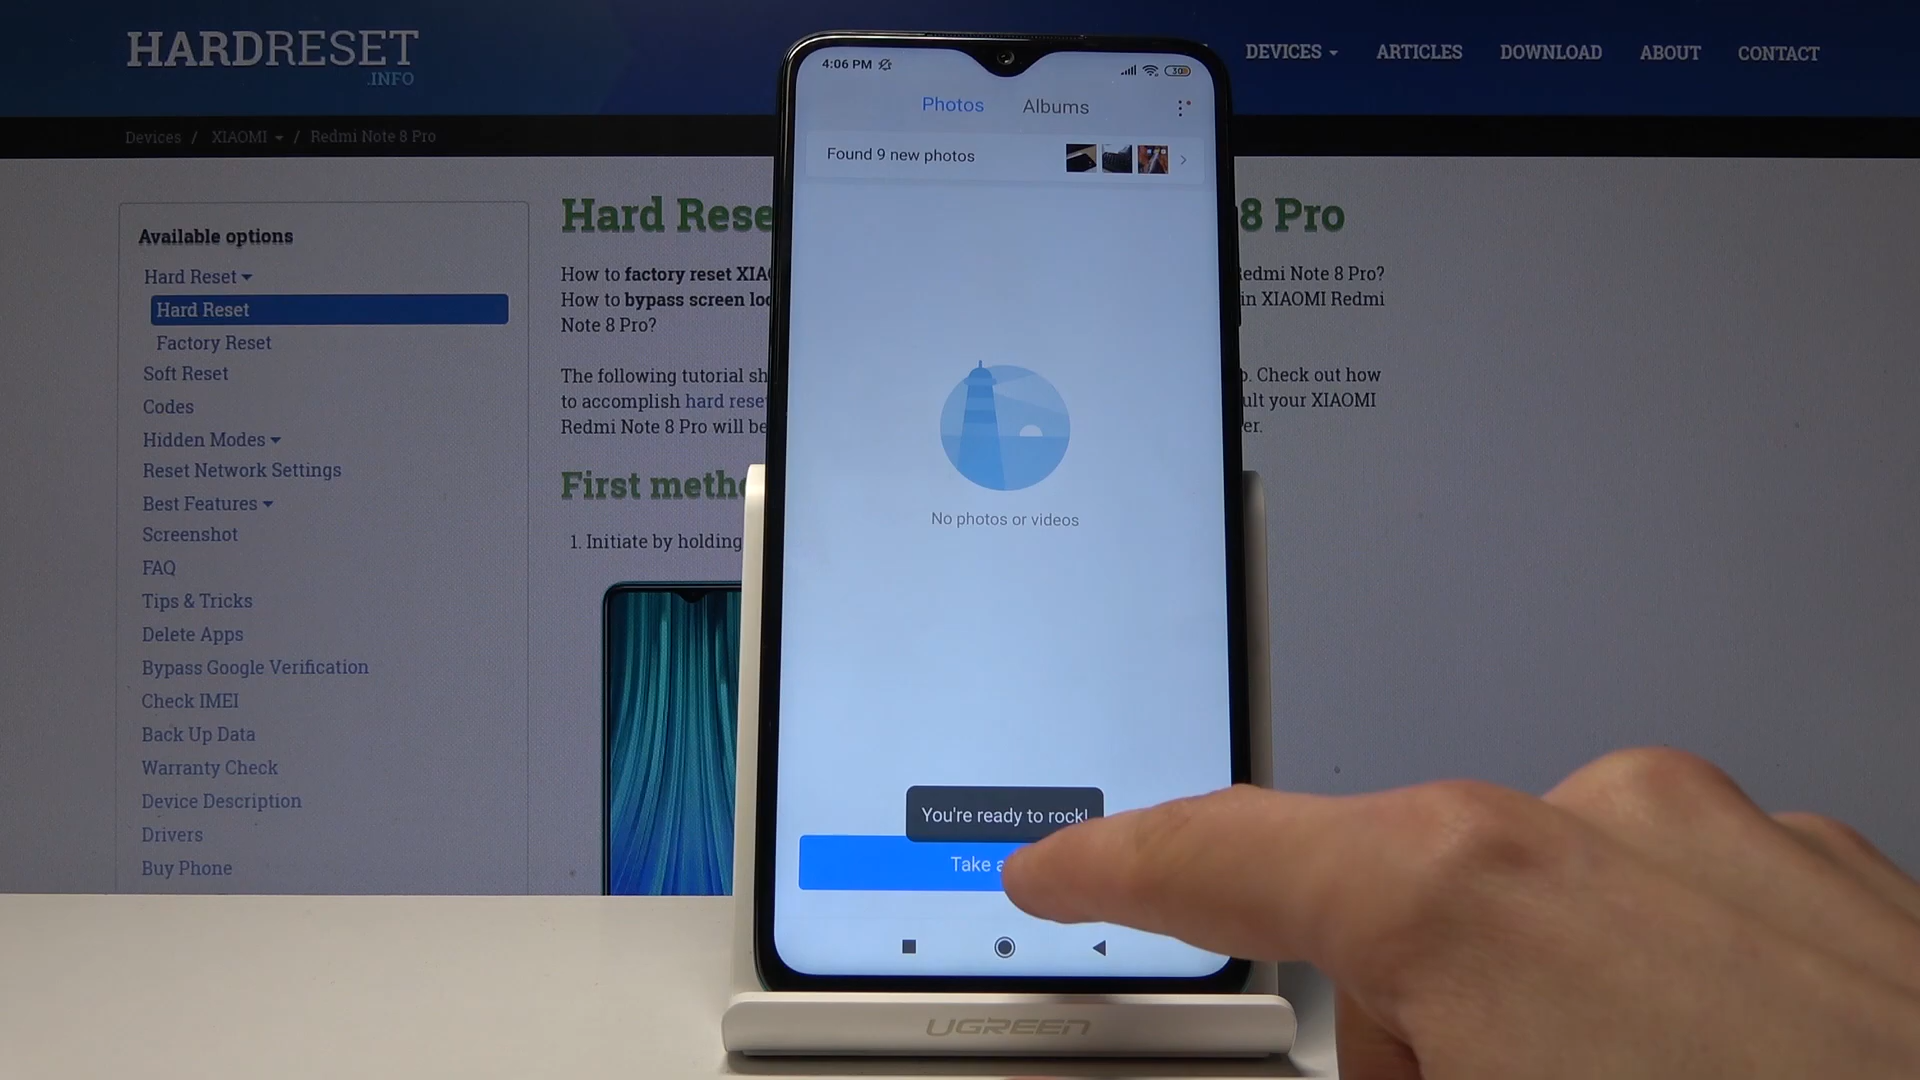 HARDRESET
.INFO
DEVICES
ARTICLES
DOWNLOAD
ABOUT
CONTACT
Devices / XIAOMI / Redmi Note 8 Pro
Available options
Hard Reset
Hard Reset
Factory Reset
Soft Reset
Codes
Hidden Modes
Reset Network Settings
Best Features
Screenshot
FAQ
Tips & Tricks
Delete Apps
Bypass Google Verification
Check IMEI
Back Up Data
Warranty Check
Device Description
Drivers
Buy Phone
Hard Rese 8 Pro
How to factory reset XIA Redmi Note 8 Pro?
How to bypass screen loc in XIAOMI Redmi
Note 8 Pro?
The following tutorial sh . Check out how
to accomplish hard reset ult your XIAOMI
Redmi Note 8 Pro will be er.
First metho
1. Initiate by holding
4:06 PM
30
Photos
Albums
Found 9 new photos
No photos or videos
You're ready to rock!
Take a
UGREEN